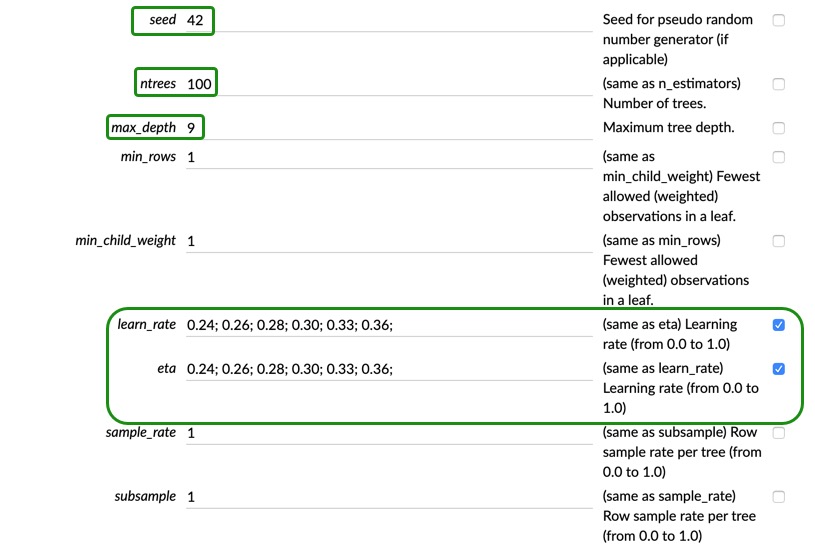 seed 42 Seed for pseudo random
number generator (if
applicable)
ntrees 100 (same as n_estimators)
Number of trees.
max_depth 9 Maximum tree depth.
min_rows 1 (same as
min_child_weight) Fewest
allowed (weighted)
observations in a leaf.
min_child_weight 1 (same as min_rows)
Fewest allowed
(weighted) observations
in a leaf.
learn_rate 0.24; 0.26; 0.28; 0.30; 0.33; 0.36; (same as eta) Learning
rate (from 0.0 to 1.0)
eta 0.24; 0.26; 0.28; 0.30; 0.33; 0.36; (same as learn_rate)
Learning rate (from 0.0 to
1.0)
sample_rate 1 (same as subsample) Row
sample rate per tree (from
0.0 to 1.0)
subsample 1 (same as sample_rate)
Row sample rate per tree
(from 0.0 to 1.0)